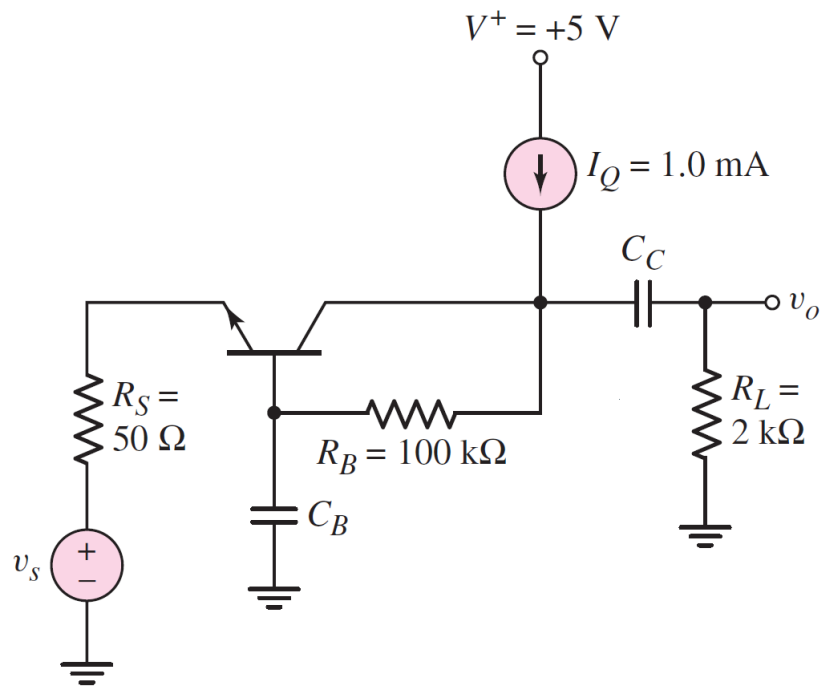 V⁺ = +5 V
I_Q = 1.0 mA
C_C
v_o
R_S =
50 Ω
R_L =
2 kΩ
R_B = 100 kΩ
C_B
v_s
+
−